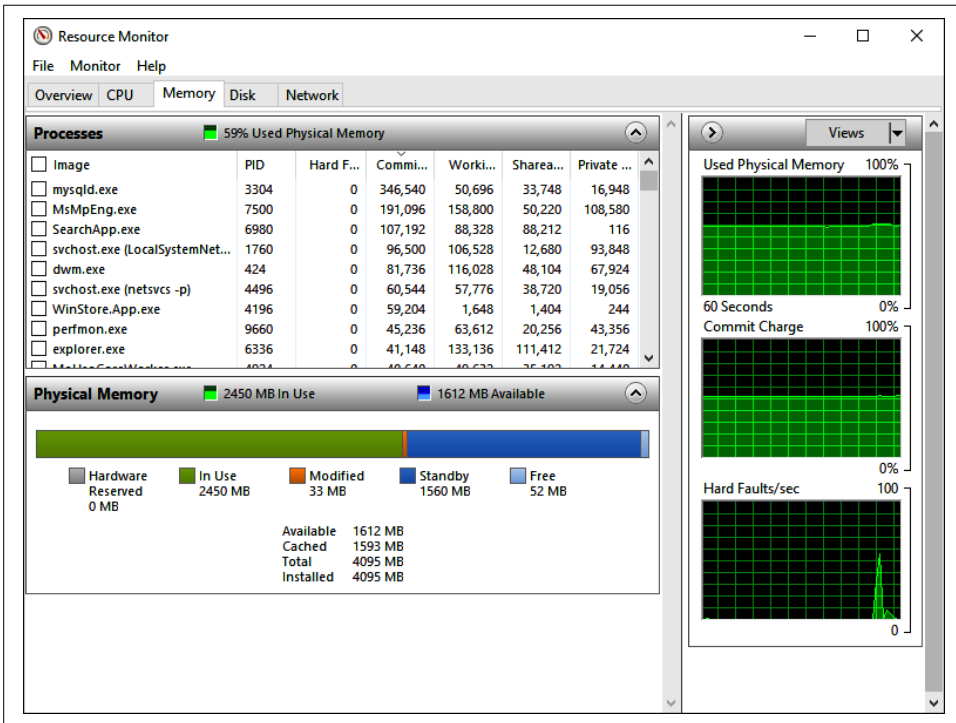 Resource Monitor
File Monitor Help
Overview CPU Memory Disk Network
Processes 59% Used Physical Memory
Image PID Hard F... Commi... Worki... Sharea... Private ...
mysqld.exe 3304 0 346,540 50,696 33,748 16,948
MsMpEng.exe 7500 0 191,096 158,800 50,220 108,580
SearchApp.exe 6980 0 107,192 88,328 88,212 116
svchost.exe (LocalSystemNet... 1760 0 96,500 106,528 12,680 93,848
dwm.exe 424 0 81,736 116,028 48,104 67,924
svchost.exe (netsvcs -p) 4496 0 60,544 57,776 38,720 19,056
WinStore.App.exe 4196 0 59,204 1,648 1,404 244
perfmon.exe 9660 0 45,236 63,612 20,256 43,356
explorer.exe 6336 0 41,148 133,136 111,412 21,724
Physical Memory 2450 MB In Use 1612 MB Available
Hardware In Use Modified Standby Free
Reserved 2450 MB 33 MB 1560 MB 52 MB
0 MB
Available 1612 MB
Cached 1593 MB
Total 4095 MB
Installed 4095 MB
Views
Used Physical Memory 100%
60 Seconds 0%
Commit Charge 100%
0%
Hard Faults/sec 100
0